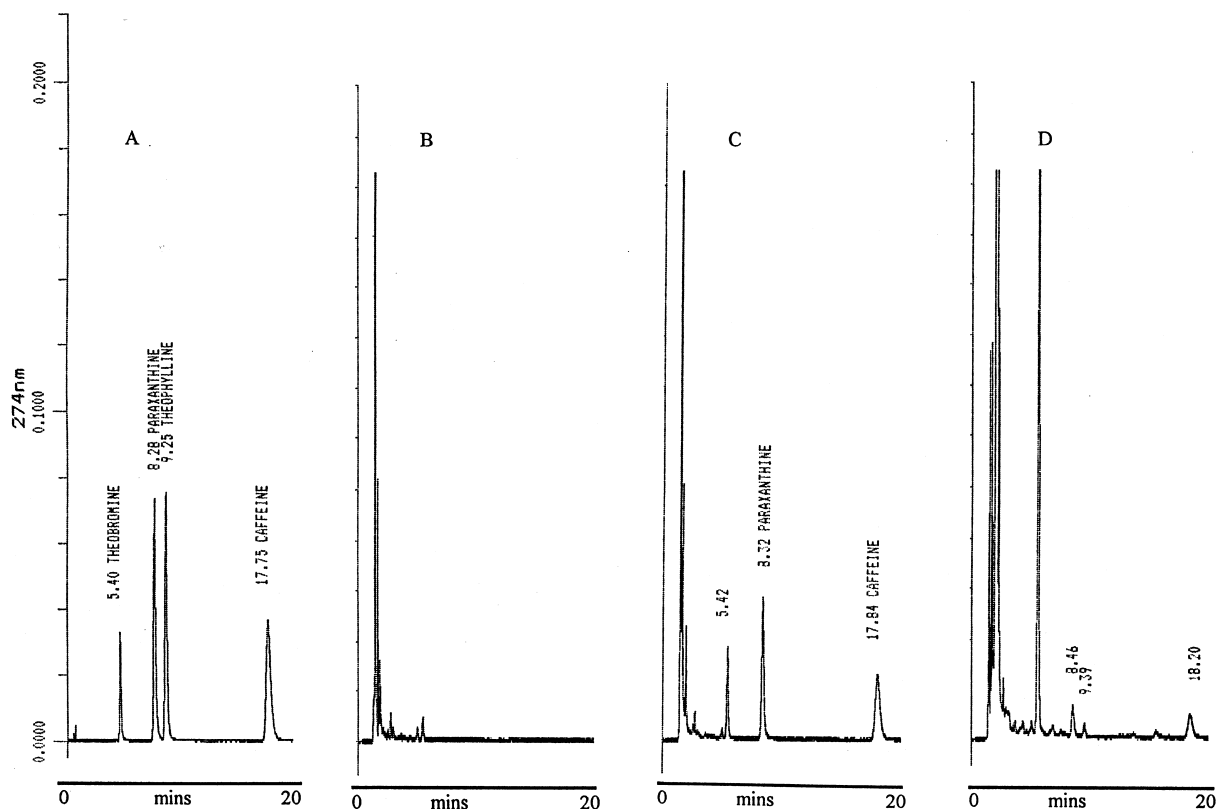 274nm
0.2000
0.1000
0.0000
A
5.40 THEOBROMINE
8.28 PARAXANTHINE
9.25 THEOPHYLLINE
17.75 CAFFEINE
0 mins 20
B
0 mins 20
C
5.42
8.32 PARAXANTHINE
17.84 CAFFEINE
0 mins 20
D
8.46
9.39
18.20
0 mins 20